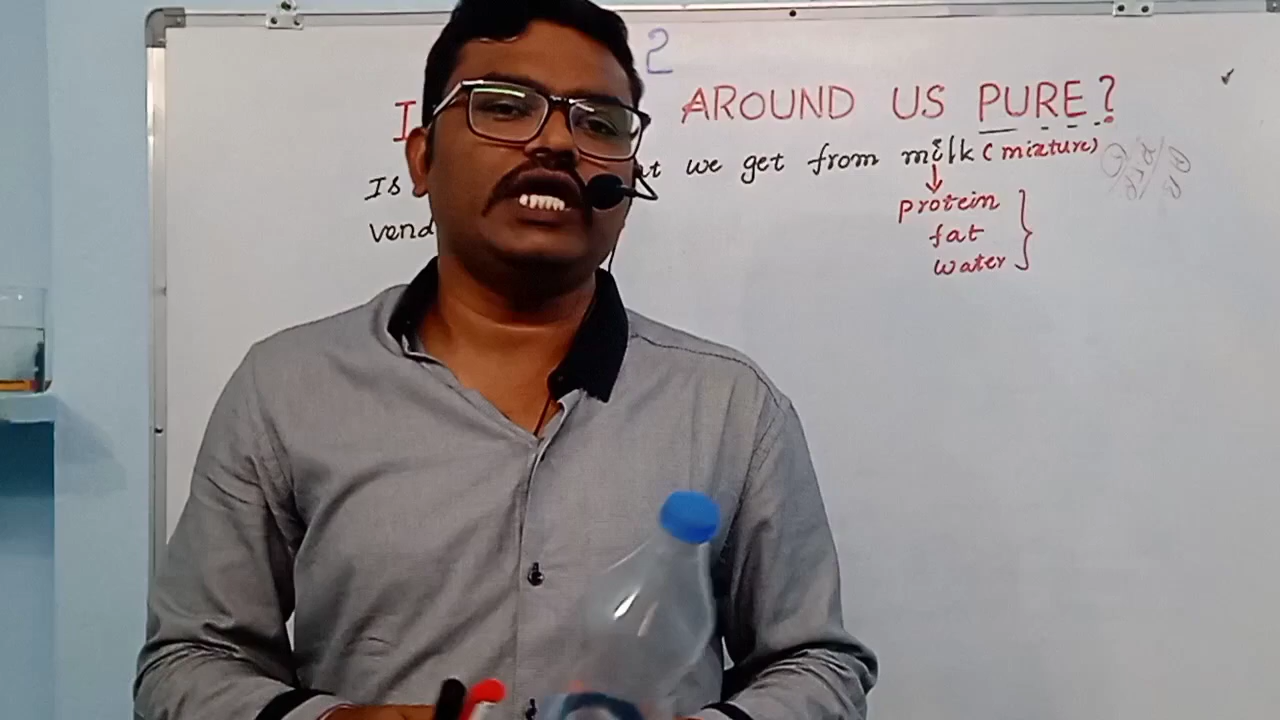 2
I AROUND US PURE?
Is we get from milk (mixture)
vend
protein
fat
water